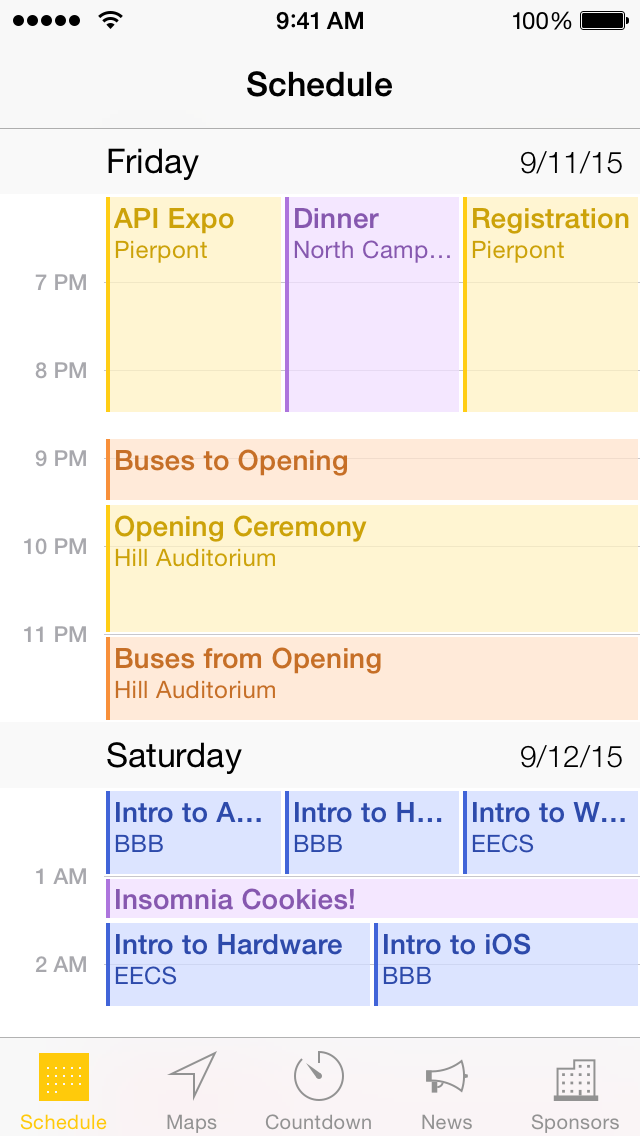 9:41 AM 100%
Schedule
Friday 9/11/15
API Expo Dinner Registration
Pierpont North Camp... Pierpont
7 PM
8 PM
9 PM Buses to Opening
Opening Ceremony
10 PM Hill Auditorium
11 PM
Buses from Opening
Hill Auditorium
Saturday 9/12/15
Intro to A... Intro to H... Intro to W...
BBB BBB EECS
1 AM
Insomnia Cookies!
Intro to Hardware Intro to iOS
2 AM EECS BBB
Schedule Maps Countdown News Sponsors